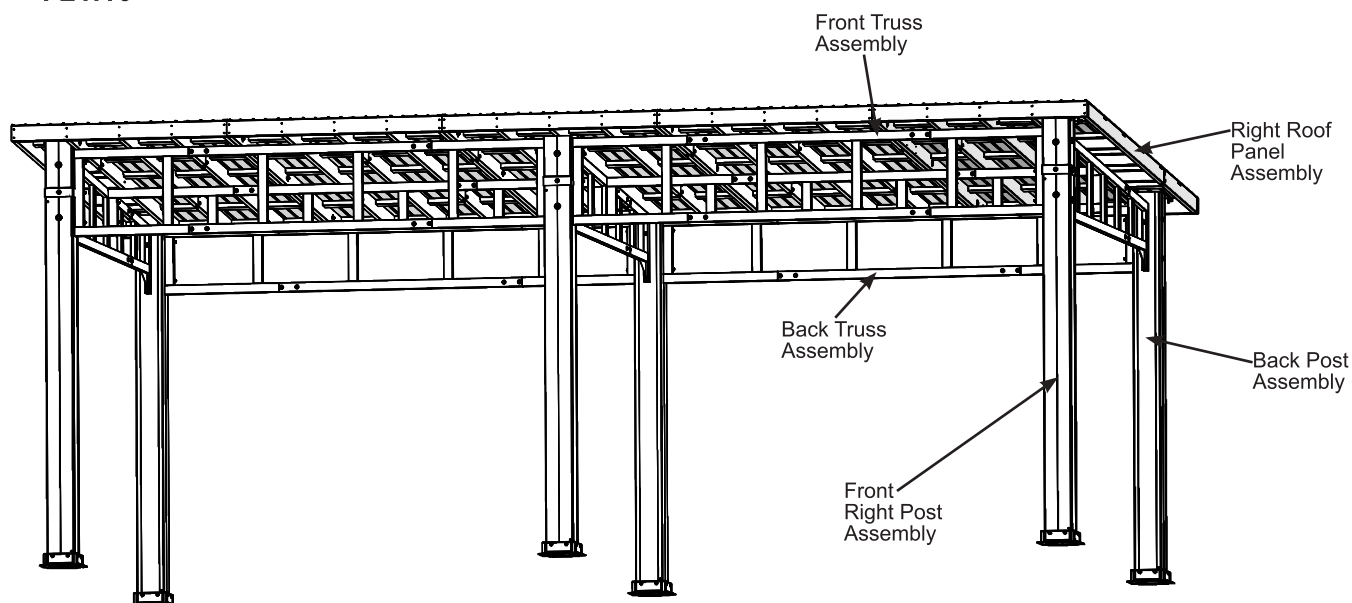 Front Truss
Assembly
Right Roof
Panel
Assembly
Back Truss
Assembly
Back Post
Assembly
Front
Right Post
Assembly